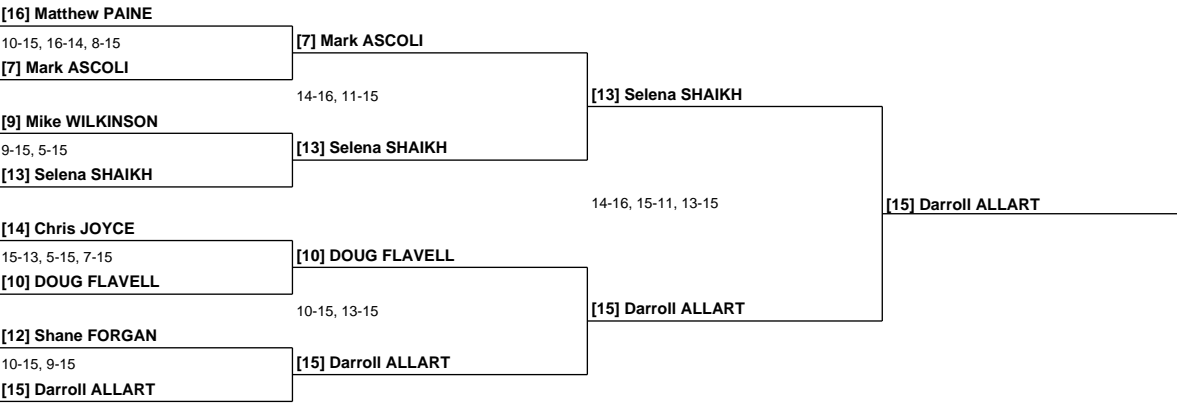 [16] Matthew PAINE
10-15, 16-14, 8-15
[7] Mark ASCOLI
[7] Mark ASCOLI
14-16, 11-15
[9] Mike WILKINSON
9-15, 5-15
[13] Selena SHAIKH
[13] Selena SHAIKH
[13] Selena SHAIKH
14-16, 15-11, 13-15
[15] Darroll ALLART
[14] Chris JOYCE
15-13, 5-15, 7-15
[10] DOUG FLAVELL
[10] DOUG FLAVELL
10-15, 13-15
[15] Darroll ALLART
[12] Shane FORGAN
10-15, 9-15
[15] Darroll ALLART
[15] Darroll ALLART